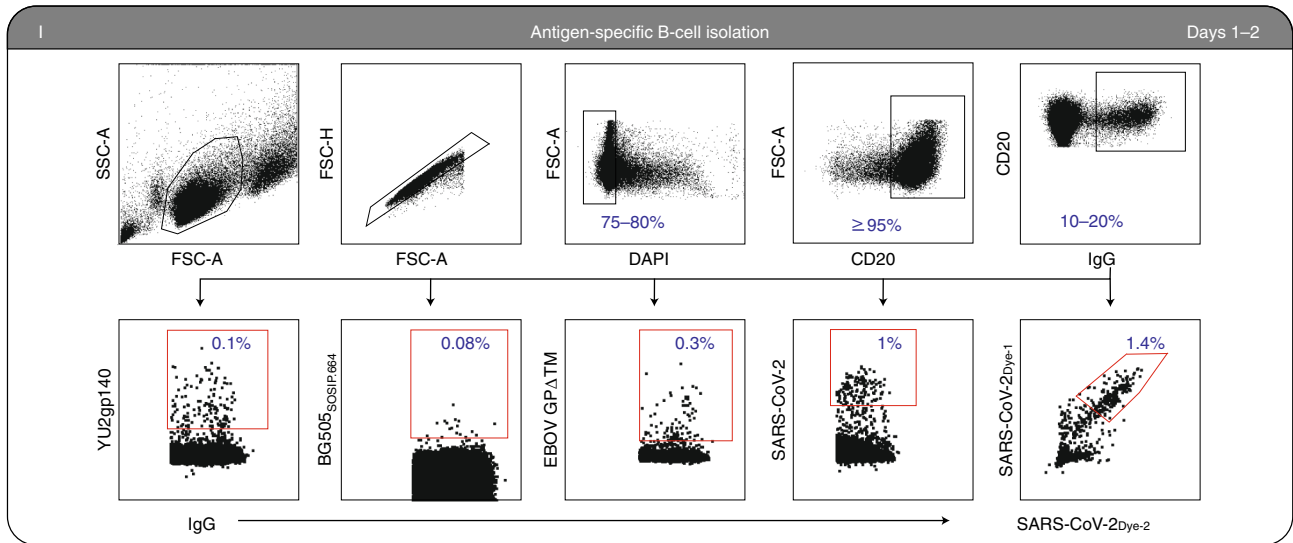 I Antigen-specific B-cell isolation Days 1–2
SSC-A
FSC-A
FSC-H
FSC-A
FSC-A
75–80%
DAPI
FSC-A
≥95%
CD20
CD20
10–20%
IgG
YU2gp140
0.1%
BG505SOSIP.664
0.08%
EBOV GPΔTM
0.3%
SARS-CoV-2
1%
SARS-CoV-2Dye-1
1.4%
IgG
SARS-CoV-2Dye-2